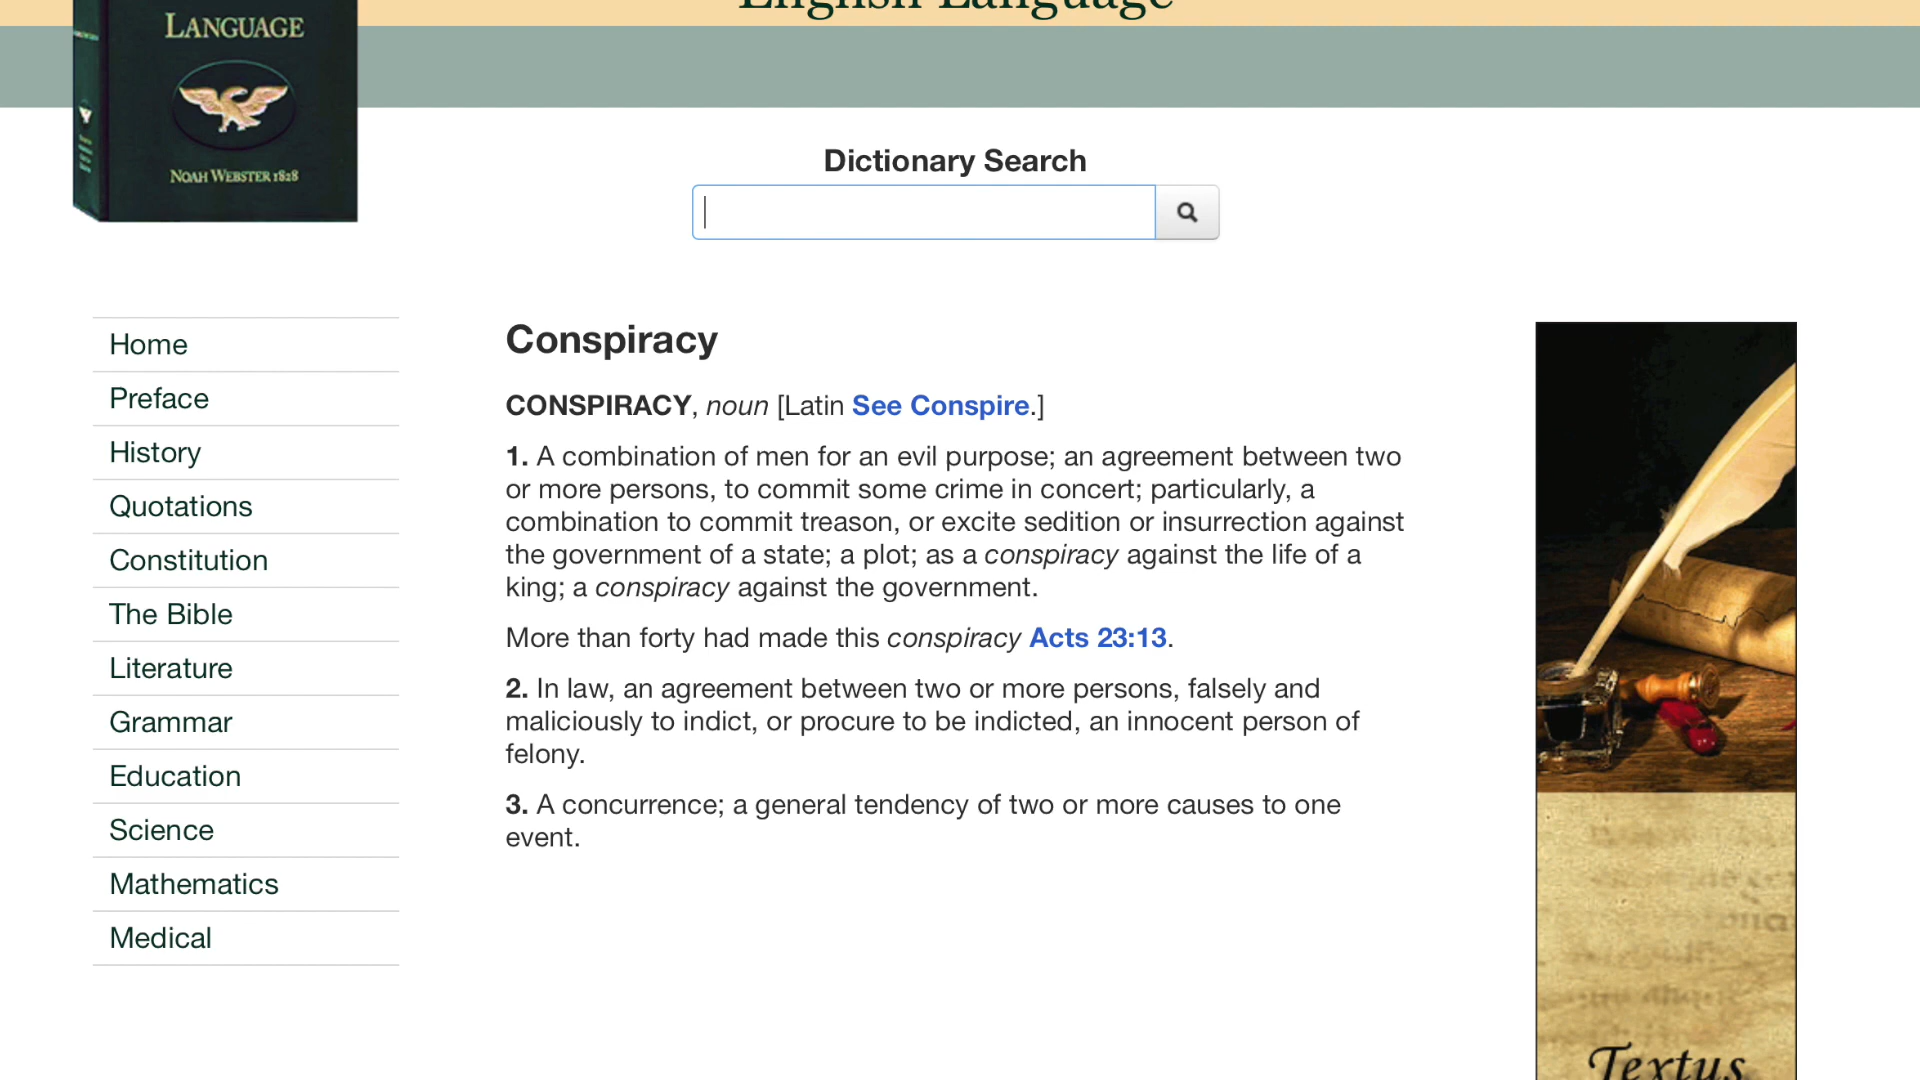 English Language
LANGUAGE
NOAH WEBSTER 1828
Dictionary Search
Home
Preface
History
Quotations
Constitution
The Bible
Literature
Grammar
Education
Science
Mathematics
Medical
Conspiracy
CONSPIRACY, noun [Latin See Conspire.]
1. A combination of men for an evil purpose; an agreement between two
or more persons, to commit some crime in concert; particularly, a
combination to commit treason, or excite sedition or insurrection against
the government of a state; a plot; as a conspiracy against the life of a
king; a conspiracy against the government.
More than forty had made this conspiracy Acts 23:13.
2. In law, an agreement between two or more persons, falsely and
maliciously to indict, or procure to be indicted, an innocent person of
felony.
3. A concurrence; a general tendency of two or more causes to one
event.
Textus